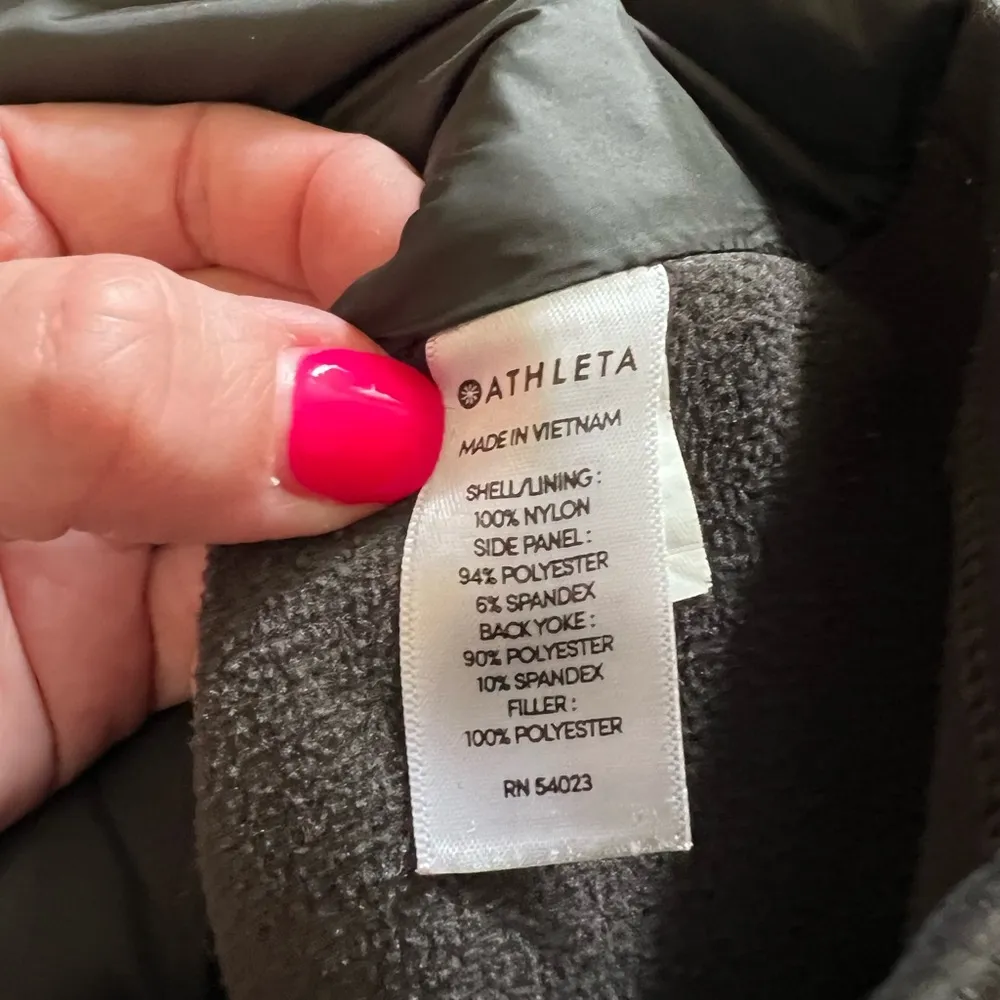 ATHLETA
MADE IN VIETNAM
SHELL/LINING :
100% NYLON
SIDE PANEL :
94% POLYESTER
6% SPANDEX
BACK YOKE :
90% POLYESTER
10% SPANDEX
FILLER :
100% POLYESTER
RN 54023